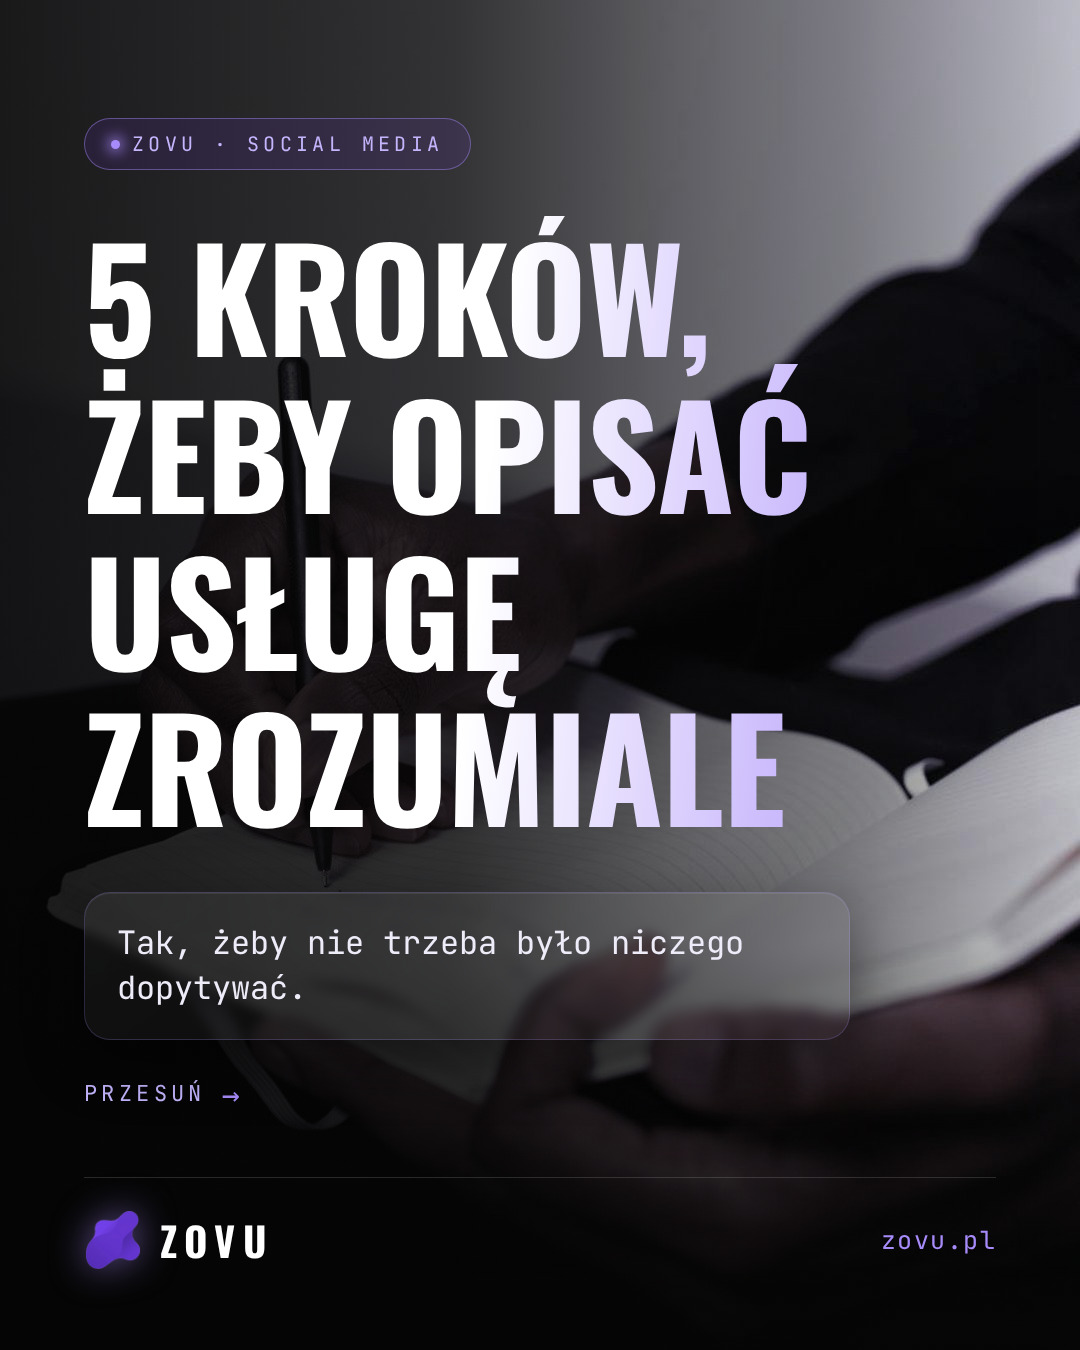 ZOVU · SOCIAL MEDIA
5 KROKÓW,
ŻEBY OPISAĆ
USŁUGĘ
ZROZUMIALE
Tak, żeby nie trzeba było niczego
dopytywać.
PRZESUŃ →
ZOVU
zovu.pl